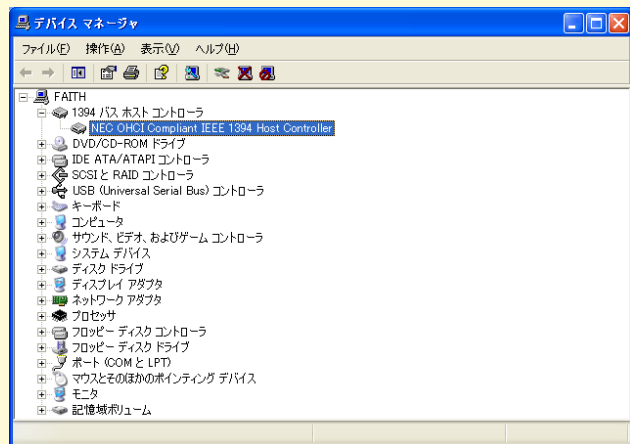 デバイス マネージャ
ファイル(F) 操作(A) 表示(V) ヘルプ(H)
FAITH
1394 バス ホスト コントローラ
NEC OHCI Compliant IEEE 1394 Host Controller
DVD/CD-ROM ドライブ
IDE ATA/ATAPI コントローラ
SCSI と RAID コントローラ
USB (Universal Serial Bus) コントローラ
キーボード
コンピュータ
サウンド、ビデオ、およびゲーム コントローラ
システム デバイス
ディスク ドライブ
ディスプレイ アダプタ
ネットワーク アダプタ
プロセッサ
フロッピー ディスク コントローラ
フロッピー ディスク ドライブ
ポート (COM と LPT)
マウスとそのほかのポインティング デバイス
モニタ
記憶域ボリューム